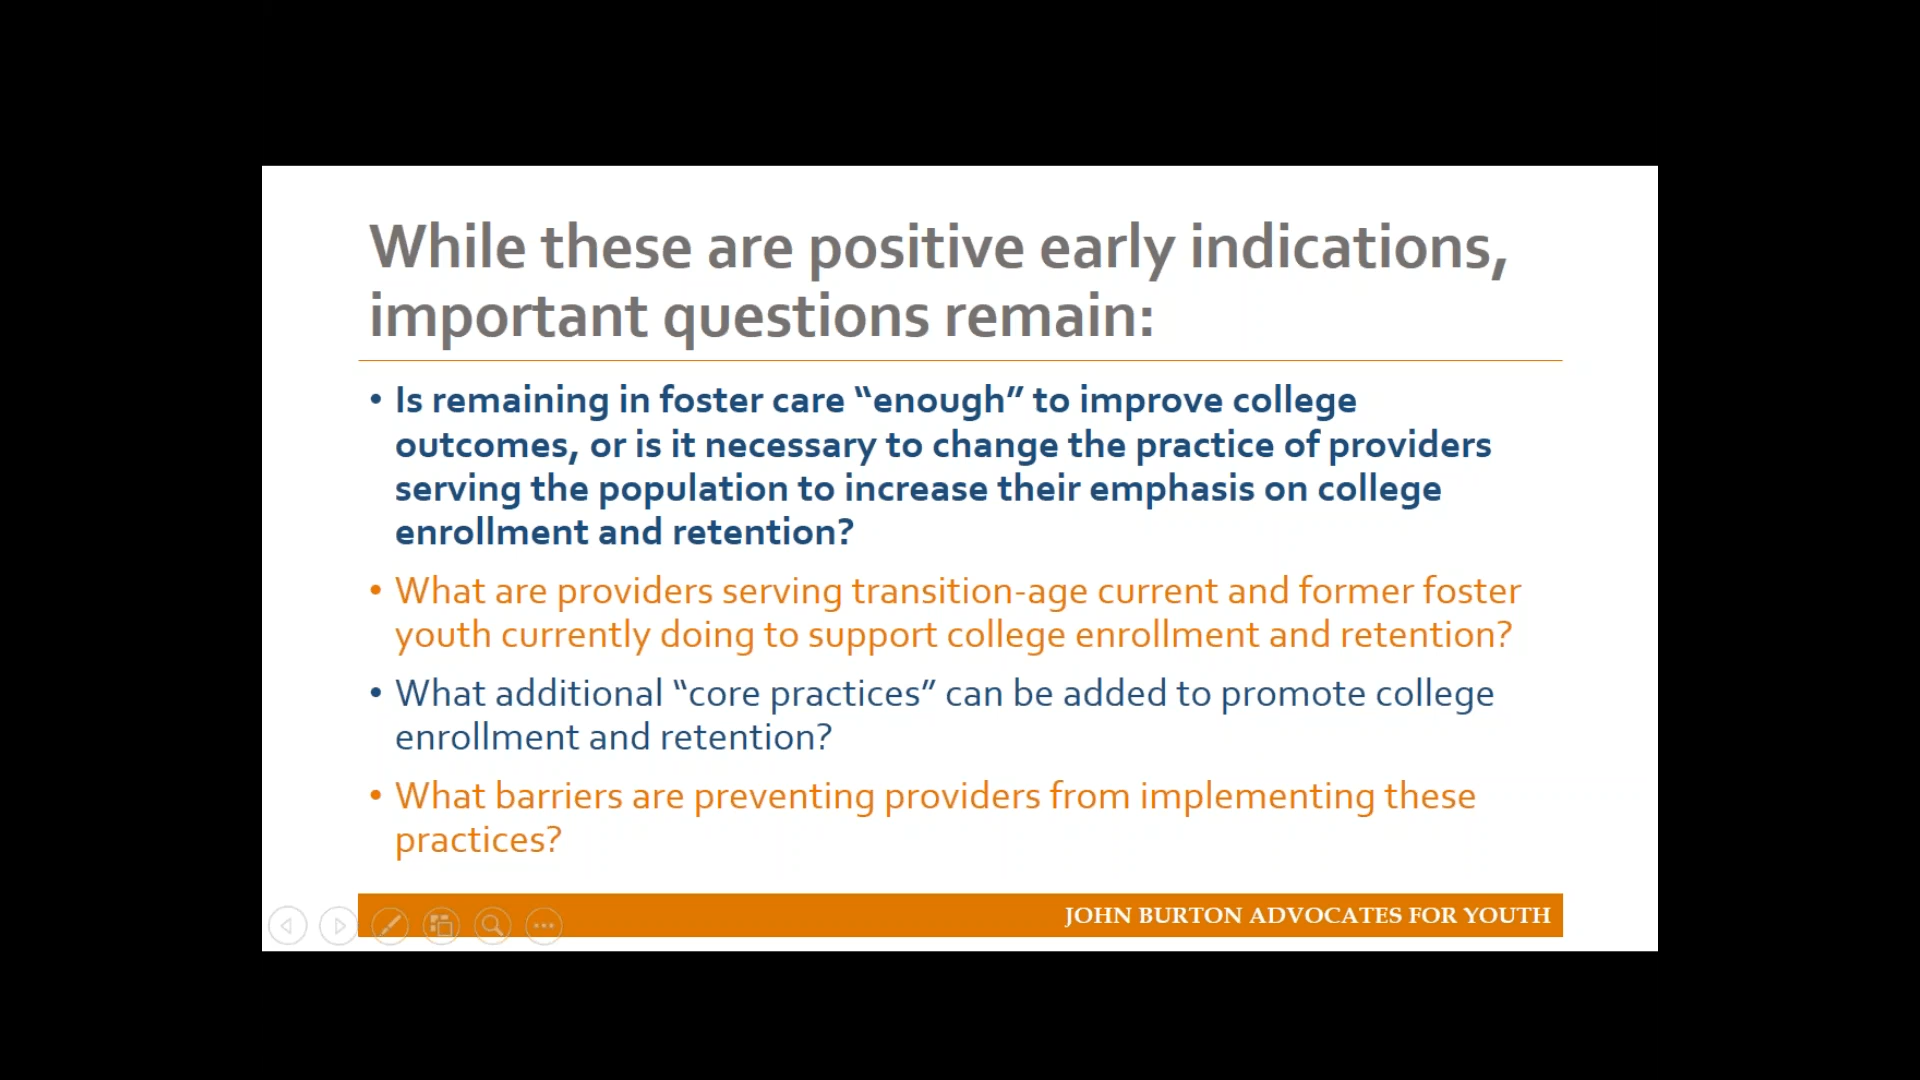 While these are positive early indications,
important questions remain:
• Is remaining in foster care “enough” to improve college
outcomes, or is it necessary to change the practice of providers
serving the population to increase their emphasis on college
enrollment and retention?
• What are providers serving transition-age current and former foster
youth currently doing to support college enrollment and retention?
• What additional “core practices” can be added to promote college
enrollment and retention?
• What barriers are preventing providers from implementing these
practices?
JOHN BURTON ADVOCATES FOR YOUTH